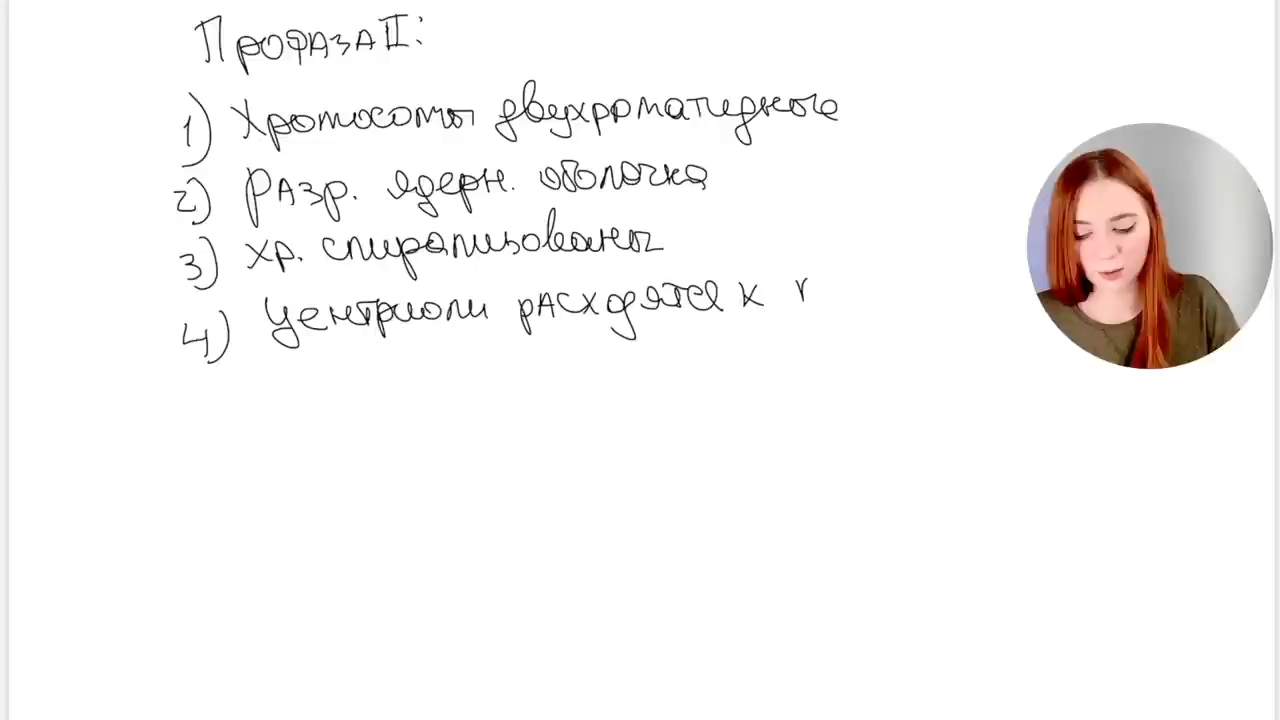 Профаза II:
1) Хромосомы двухроматидные
2) Разр. ядерн. оболочка
3) хр. спирализованы
4) Центриоли расходятся к